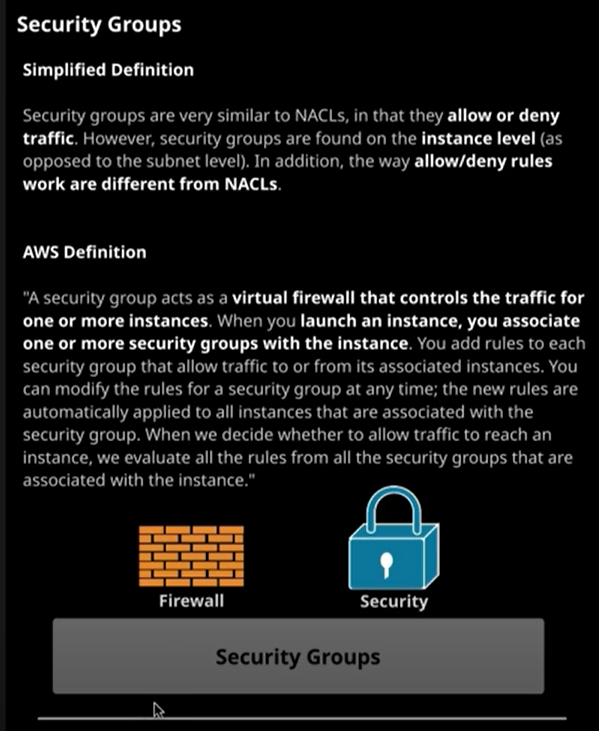 Security Groups
Simplified Definition
Security groups are very similar to NACLs, in that they allow or deny
traffic. However, security groups are found on the instance level (as
opposed to the subnet level). In addition, the way allow/deny rules
work are different from NACLs.
AWS Definition
"A security group acts as a virtual firewall that controls the traffic for
one or more instances. When you launch an instance, you associate
one or more security groups with the instance. You add rules to each
security group that allow traffic to or from its associated instances. You
can modify the rules for a security group at any time; the new rules are
automatically applied to all instances that are associated with the
security group. When we decide whether to allow traffic to reach an
instance, we evaluate all the rules from all the security groups that are
associated with the instance."
Firewall
Security
Security Groups